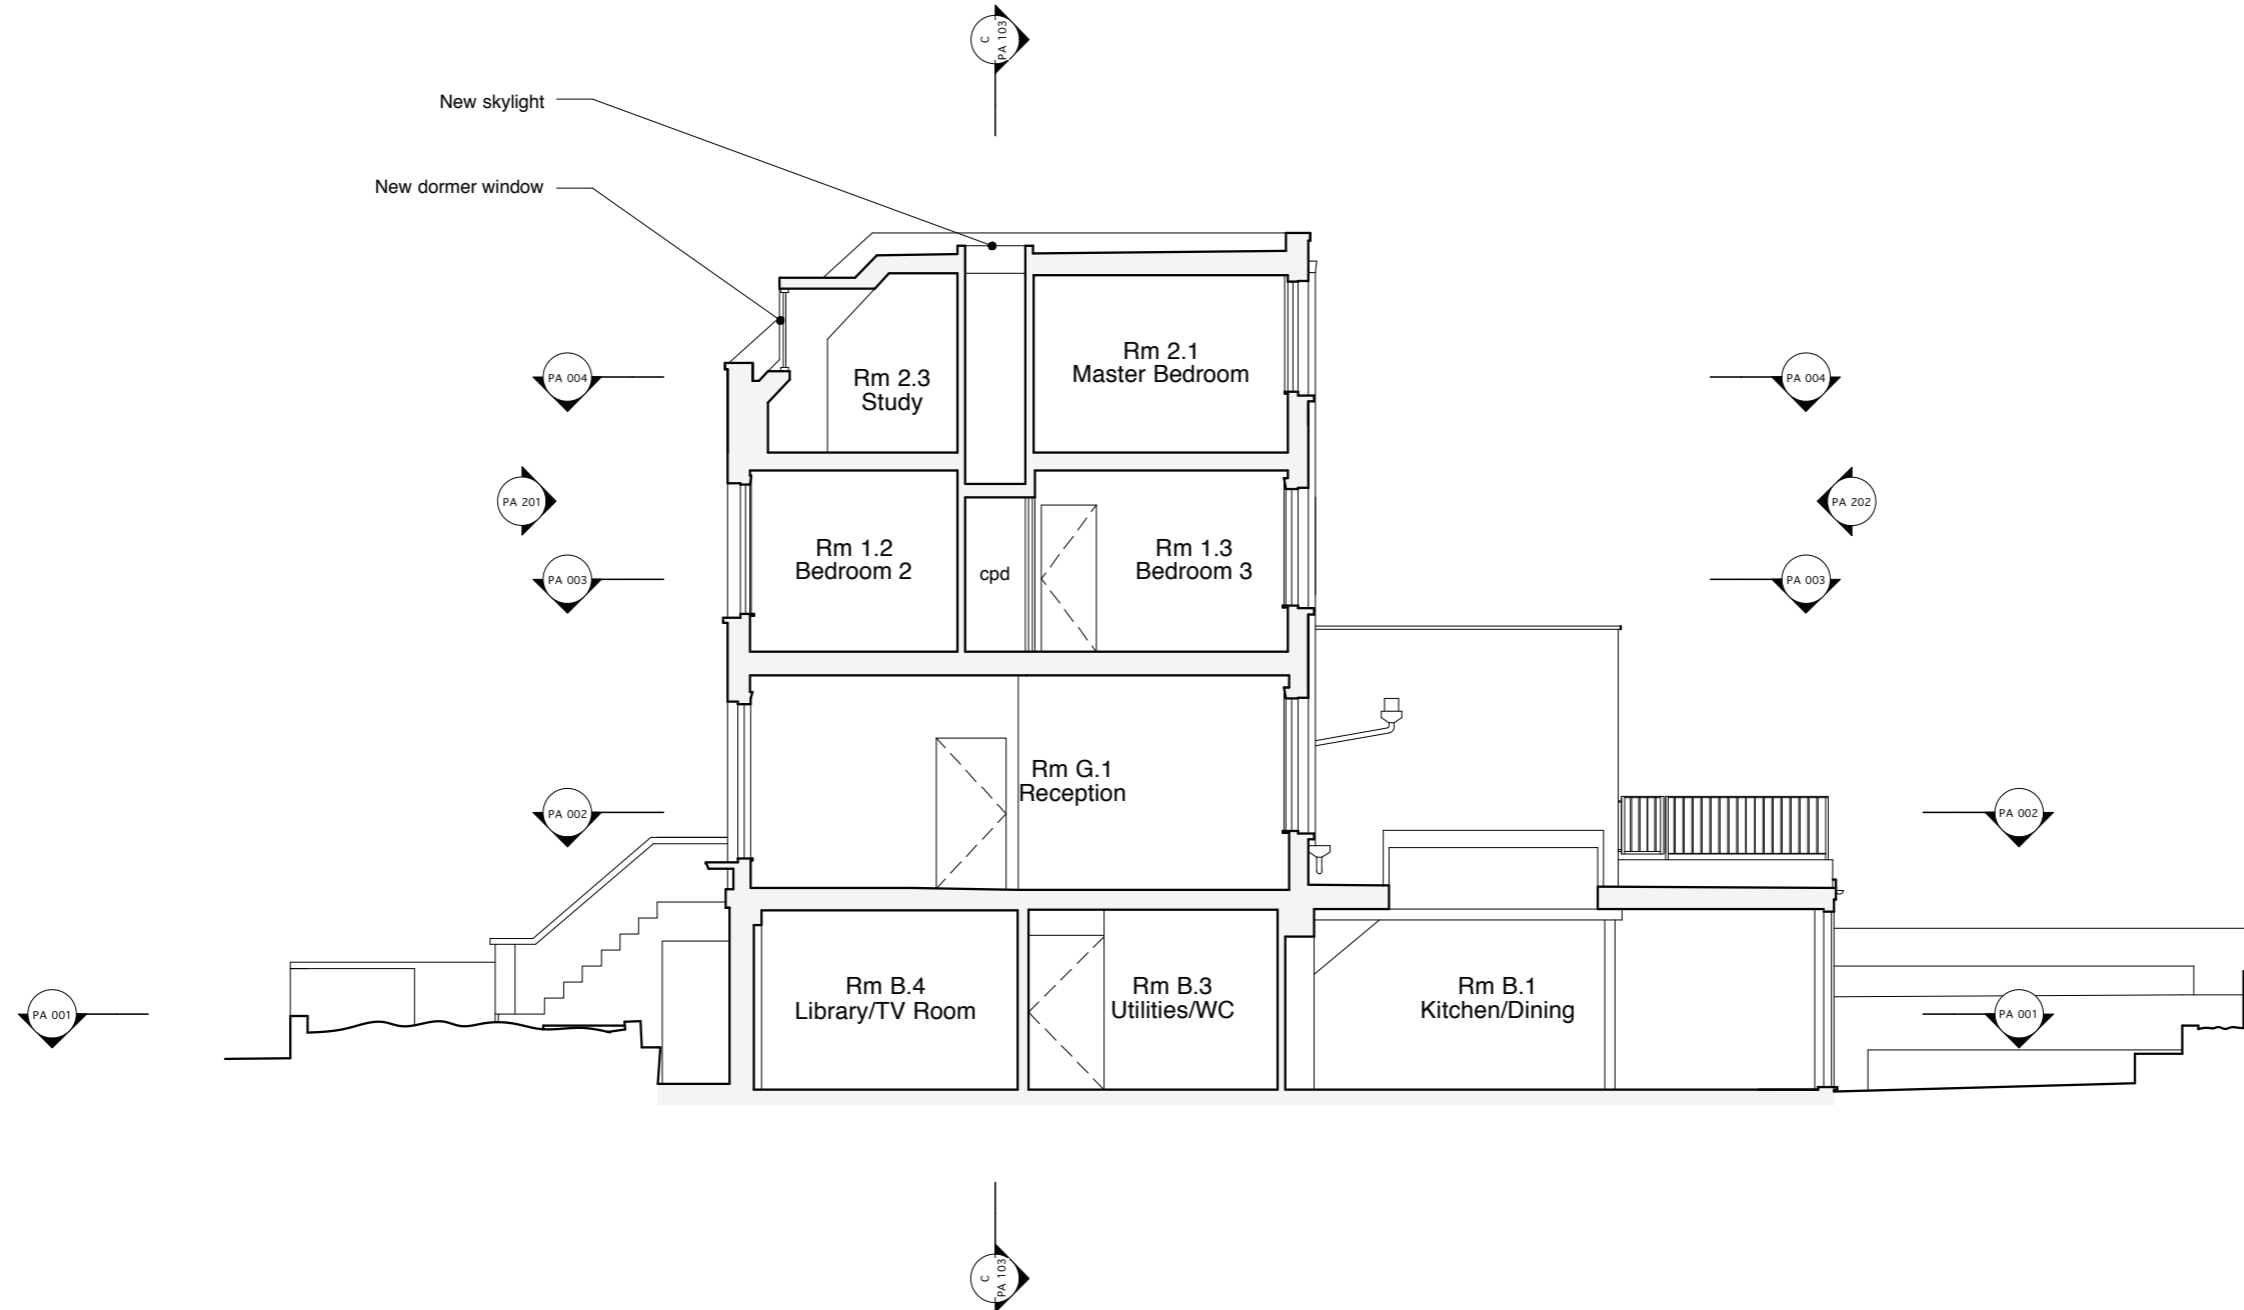 C
PA 103
New skylight
New dormer window
Rm 2.1
Master Bedroom
Rm 2.3
Study
PA 004
PA 004
PA 201
PA 202
Rm 1.2
Bedroom 2
cpd
Rm 1.3
Bedroom 3
PA 003
PA 003
Rm G.1
Reception
PA 002
PA 002
Rm B.4
Library/TV Room
Rm B.3
Utilities/WC
Rm B.1
Kitchen/Dining
PA 001
PA 001
C
PA 103